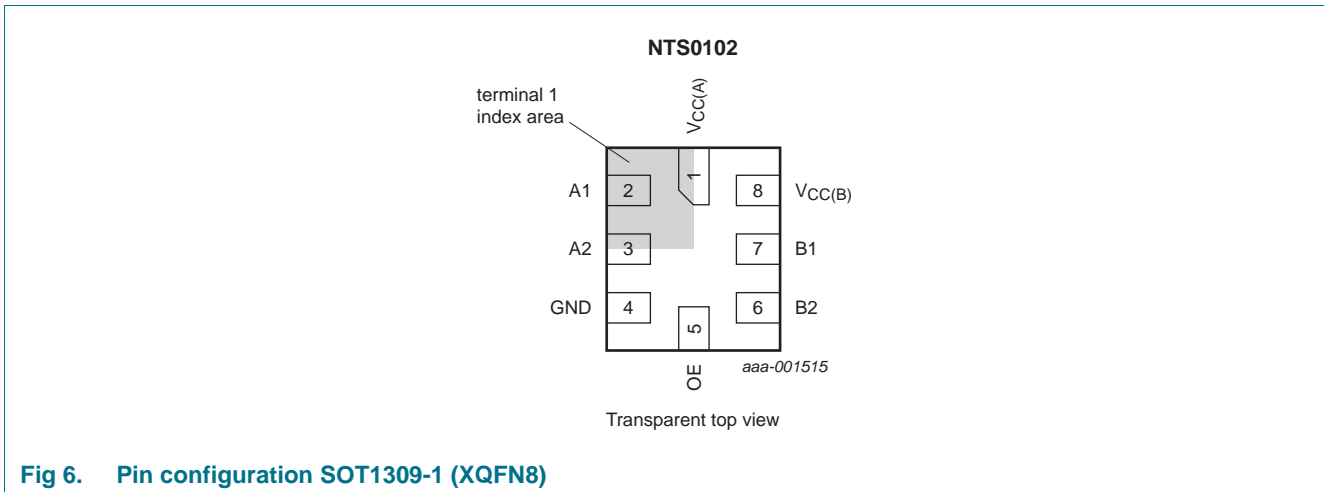 NTS0102
terminal 1
index area
VCC(A)
1
A1
2
8
VCC(B)
A2
3
7
B1
GND
4
6
B2
5
OE
aaa-001515
Transparent top view
Fig 6. Pin configuration SOT1309-1 (XQFN8)